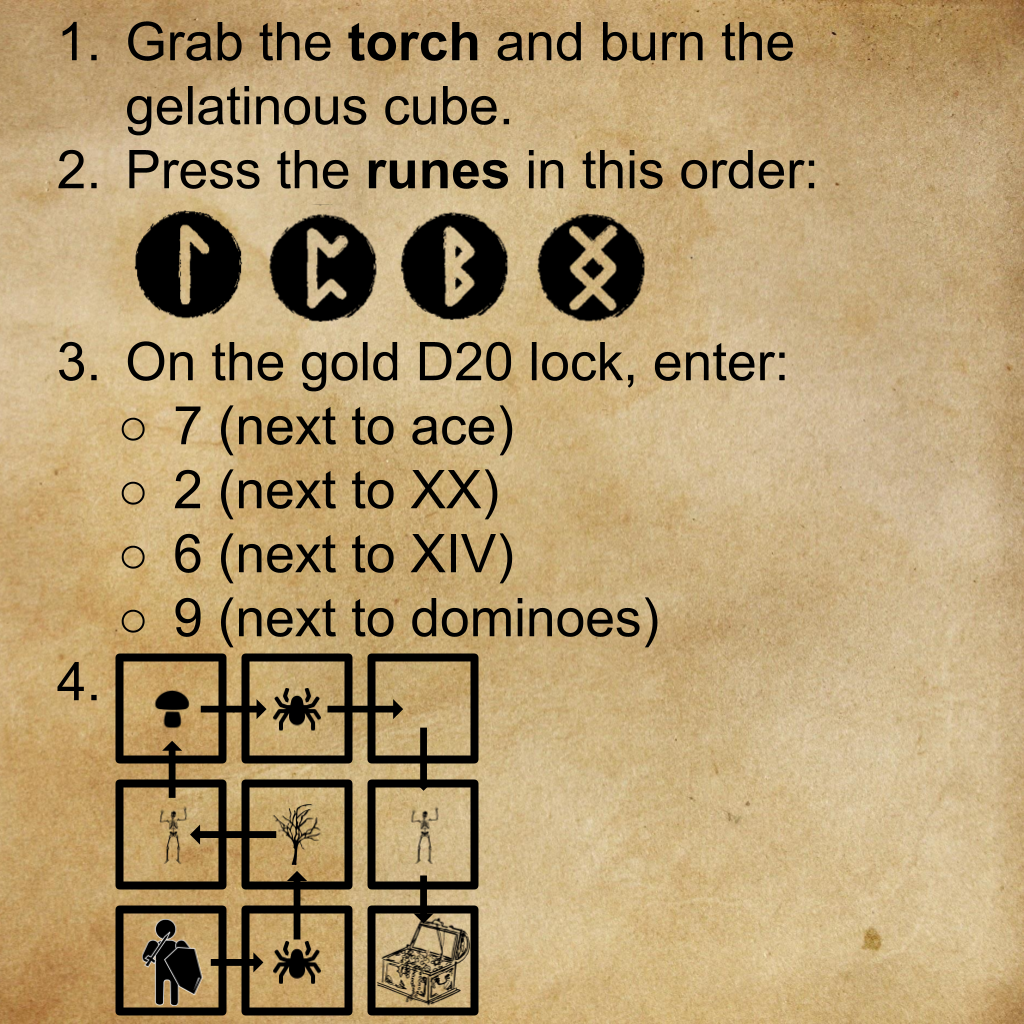 1. Grab the torch and burn the
gelatinous cube.
2. Press the runes in this order:
ᛚ ᛈ ᛒ ᛝ
3. On the gold D20 lock, enter:
○ 7 (next to ace)
○ 2 (next to XX)
○ 6 (next to XIV)
○ 9 (next to dominoes)
4.